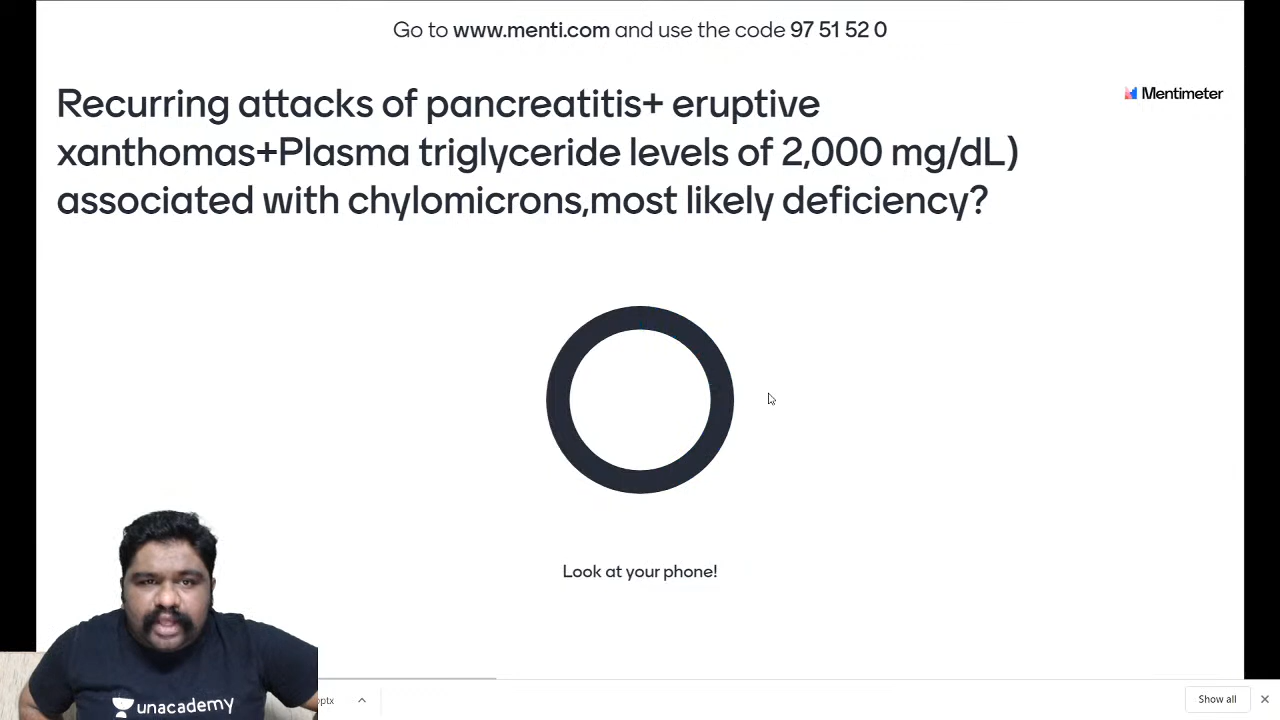 Go to www.menti.com and use the code 97 51 52 0
Mentimeter
Recurring attacks of pancreatitis+ eruptive
xanthomas+Plasma triglyceride levels of 2,000 mg/dL)
associated with chylomicrons,most likely deficiency?
Look at your phone!
unacademy
pptx
Show all